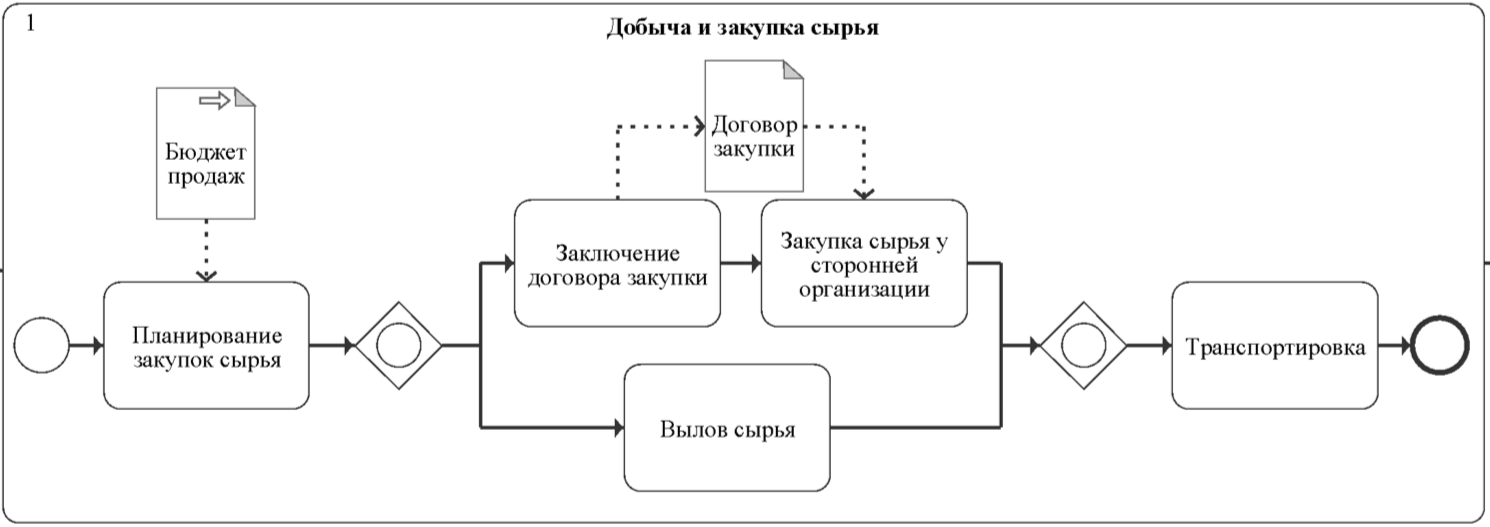 1
Добыча и закупка сырья
Бюджет
продаж
Договор
закупки
Планирование
закупок сырья
Заключение
договора закупки
Закупка сырья у
сторонней
организации
Вылов сырья
Транспортировка